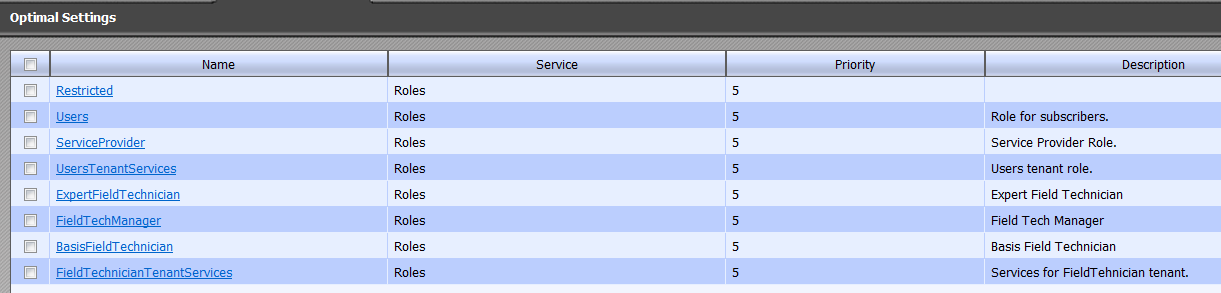 Optimal Settings
Name Service Priority Description
Restricted Roles 5
Users Roles 5 Role for subscribers.
ServiceProvider Roles 5 Service Provider Role.
UsersTenantServices Roles 5 Users tenant role.
ExpertFieldTechnician Roles 5 Expert Field Technician
FieldTechManager Roles 5 Field Tech Manager
BasisFieldTechnician Roles 5 Basis Field Technician
FieldTechnicianTenantServices Roles 5 Services for FieldTehnician tenant.